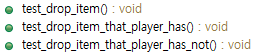 test_drop_item() : void
test_drop_item_that_player_has() : void
test_drop_item_that_player_has_not() : void